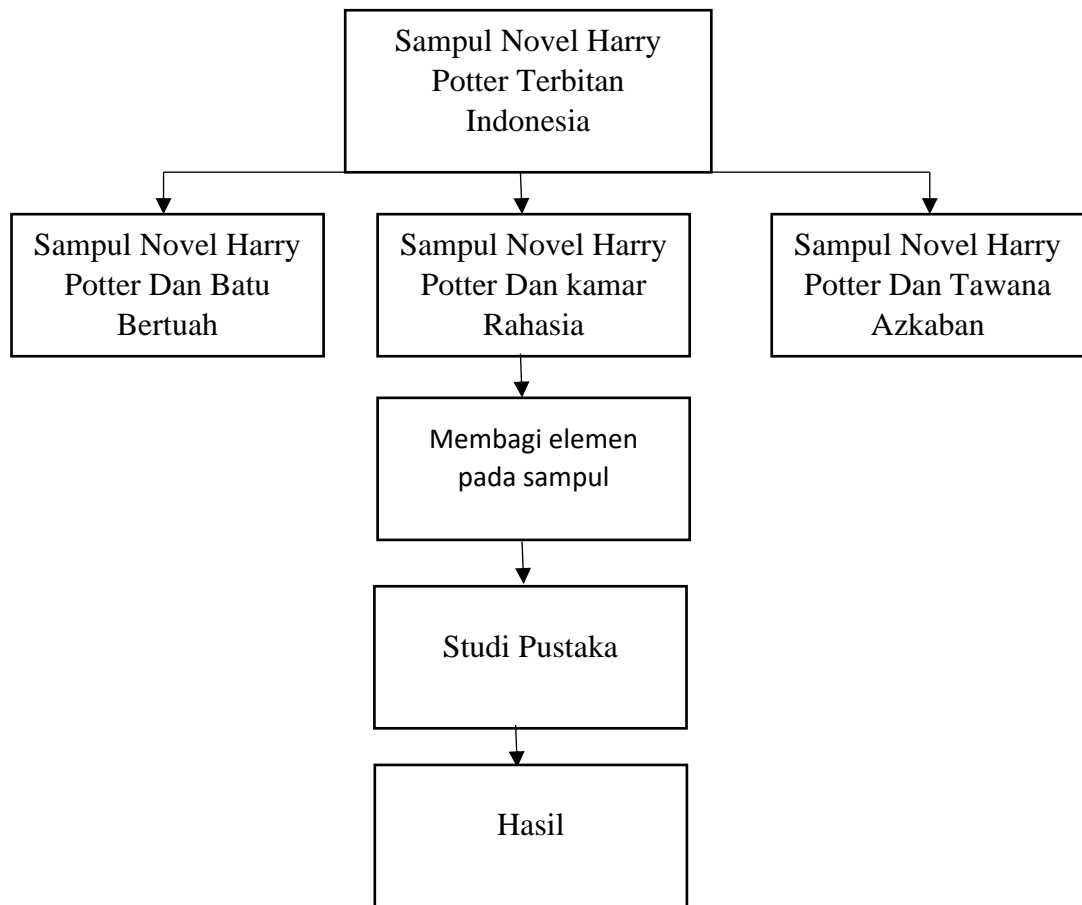 Sampul Novel Harry
Potter Terbitan
Indonesia
Sampul Novel Harry
Potter Dan Batu
Bertuah
Sampul Novel Harry
Potter Dan kamar
Rahasia
Sampul Novel Harry
Potter Dan Tawana
Azkaban
Membagi elemen
pada sampul
Studi Pustaka
Hasil